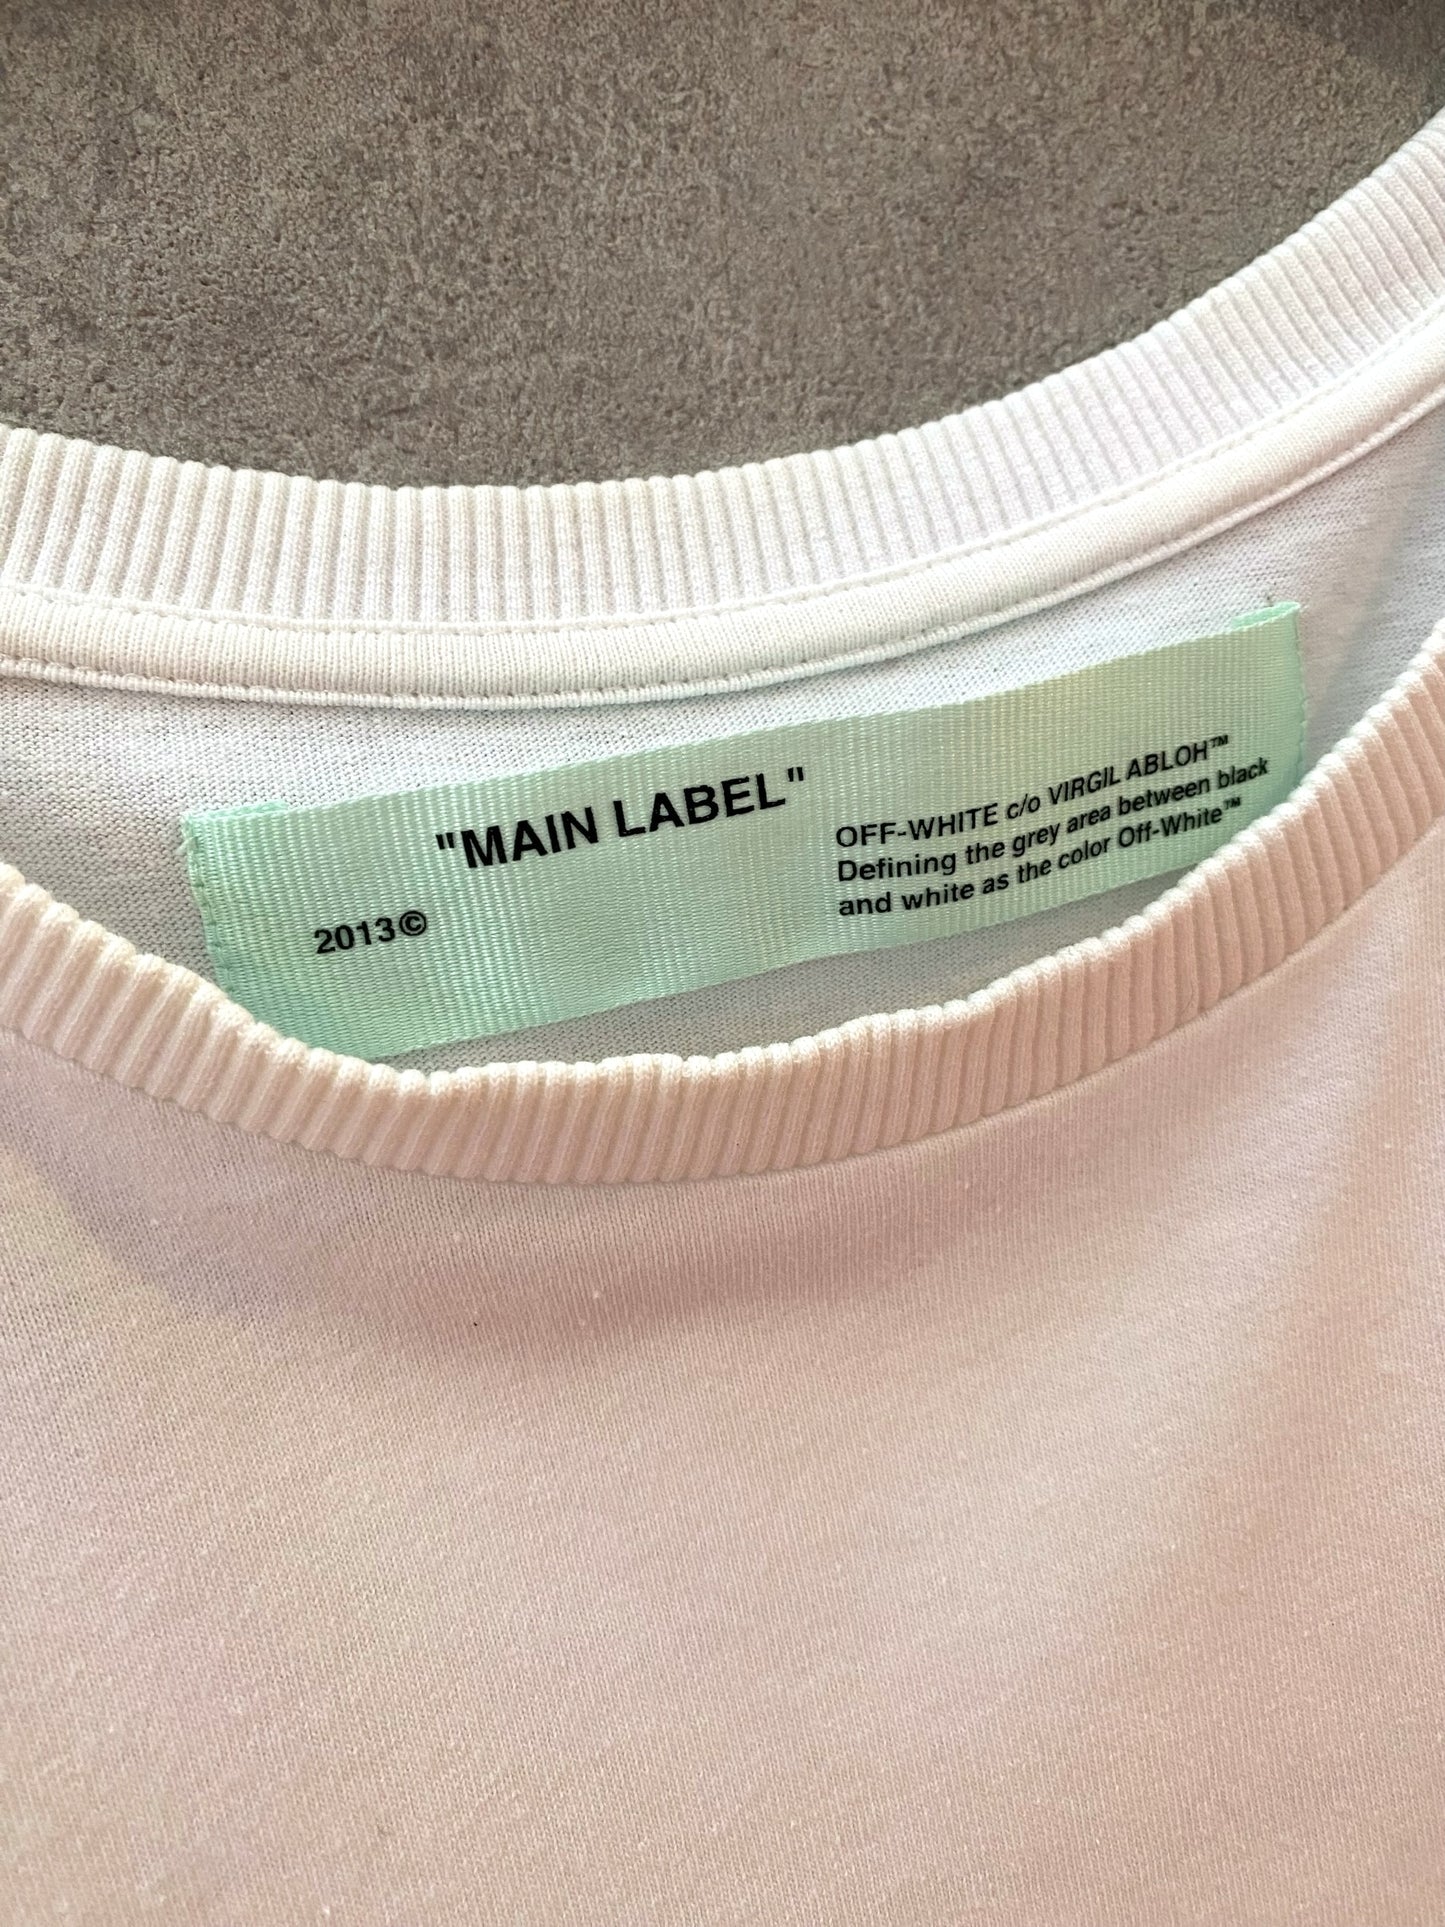 "MAIN LABEL"
2013©
OFF-WHITE c/o VIRGIL ABLOH™
Defining the grey area between black
and white as the color Off-White™